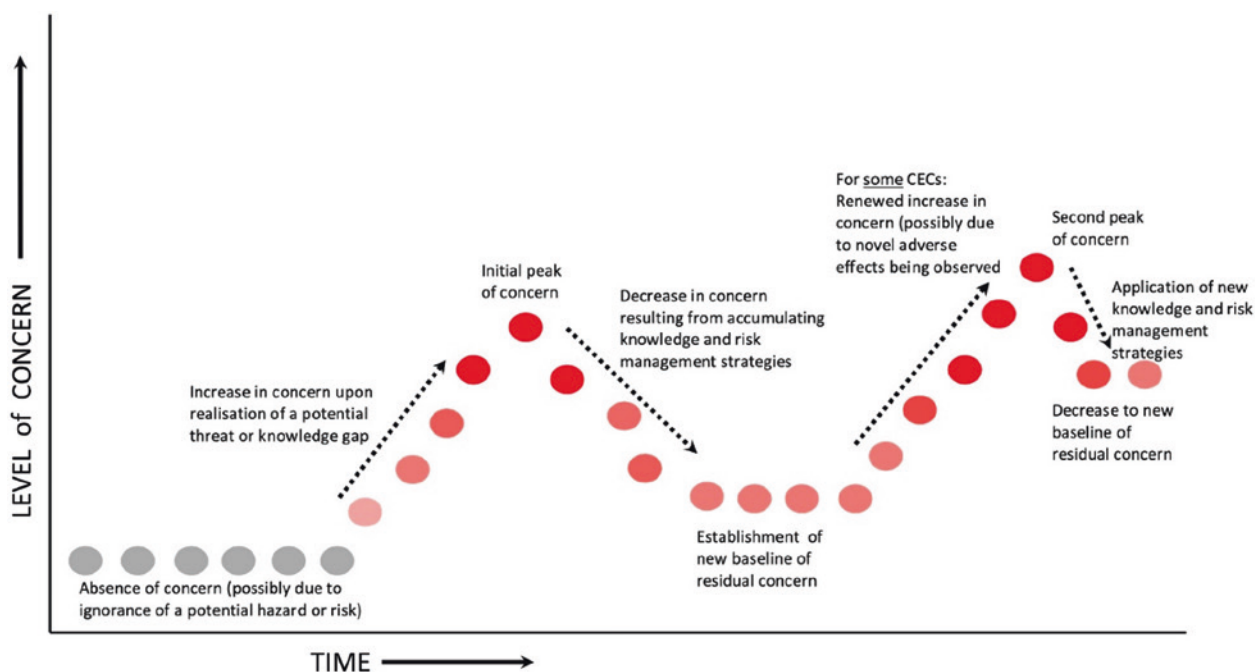 LEVEL of CONCERN
For some CECs:
Renewed increase in
concern (possibly due
to novel adverse
effects being observed
Second peak
of concern
Initial peak
of concern
Decrease in concern
resulting from accumulating
knowledge and risk
management strategies
Application of new
knowledge and risk
management
strategies
Increase in concern upon
realisation of a potential
threat or knowledge gap
Decrease to new
baseline of
residual concern
Establishment of
new baseline of
residual concern
Absence of concern (possibly due to
ignorance of a potential hazard or risk)
TIME